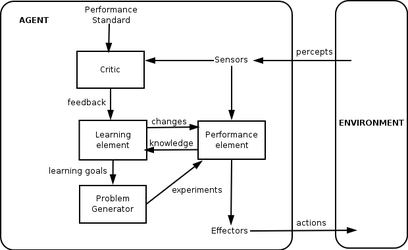 Performance
Standard
AGENT
Critic
Sensors
percepts
feedback
changes
Learning
element
knowledge
Performance
element
ENVIRONMENT
learning goals
experiments
Problem
Generator
Effectors
actions